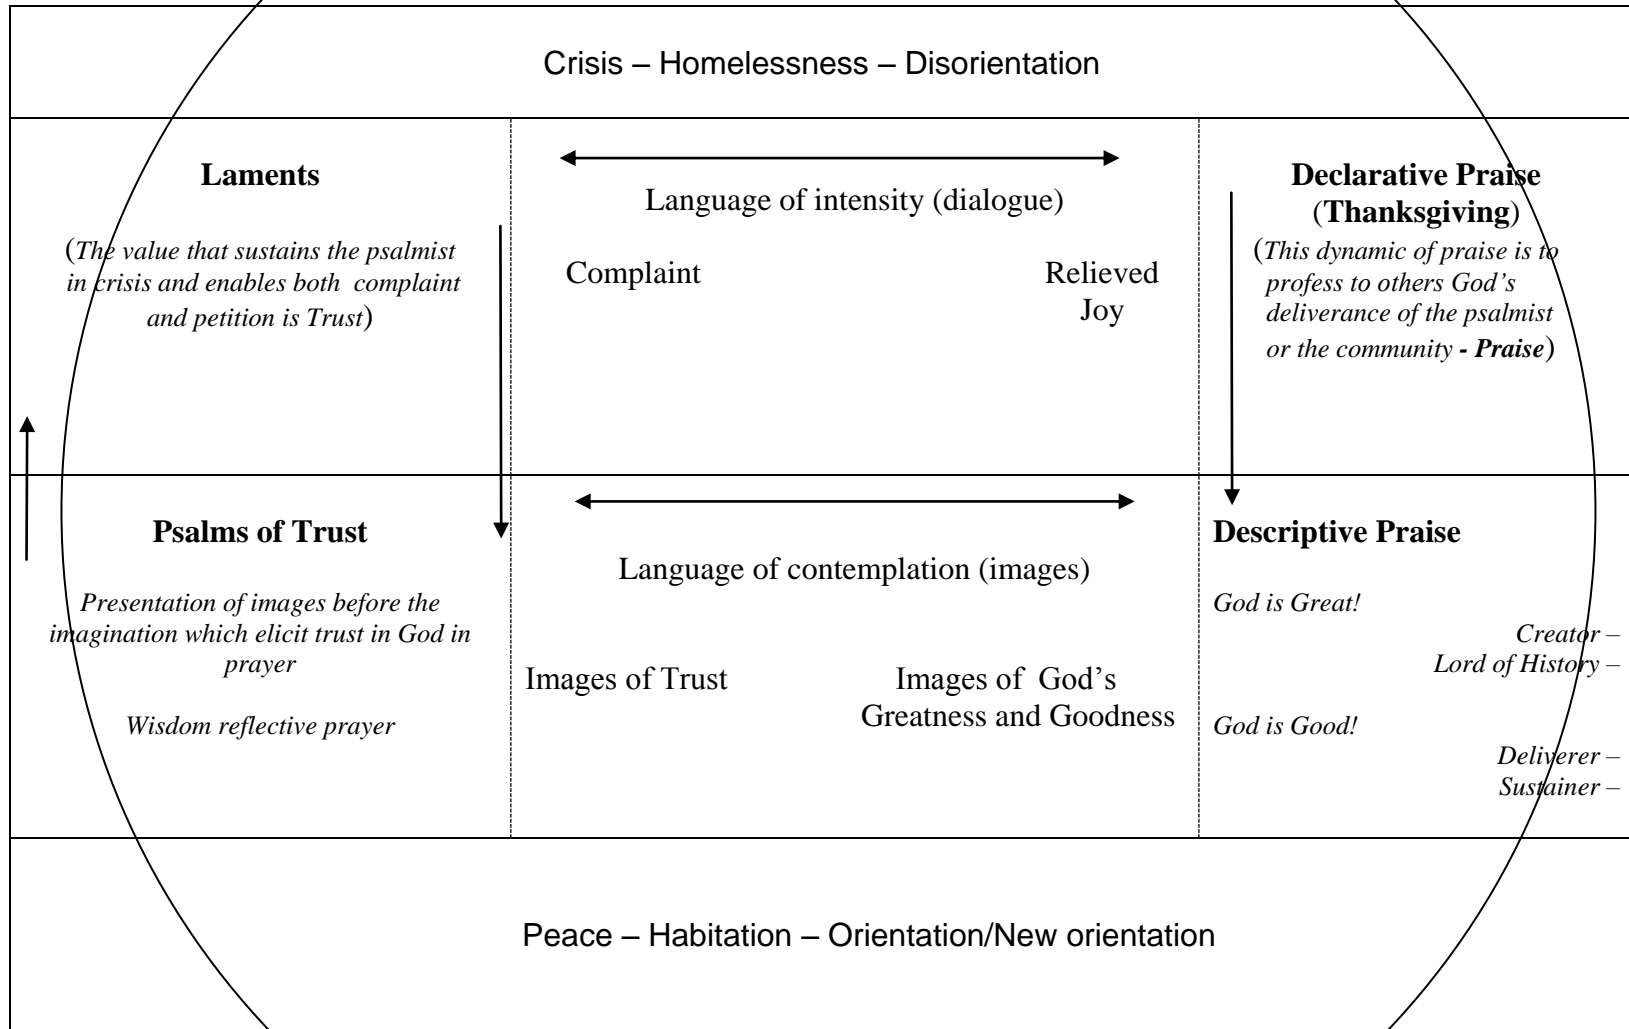 Crisis – Homelessness – Disorientation
Laments
(The value that sustains the psalmist
in crisis and enables both complaint
and petition is Trust)
Language of intensity (dialogue)
Complaint
Relieved
Joy
Declarative Praise
(Thanksgiving)
(This dynamic of praise is to
profess to others God's
deliverance of the psalmist
or the community - Praise)
Psalms of Trust
Presentation of images before the
imagination which elicit trust in God in
prayer
Wisdom reflective prayer
Language of contemplation (images)
Images of Trust
Images of God's
Greatness and Goodness
Descriptive Praise
God is Great!
Creator –
Lord of History –
God is Good!
Deliverer –
Sustainer –
Peace – Habitation – Orientation/New orientation